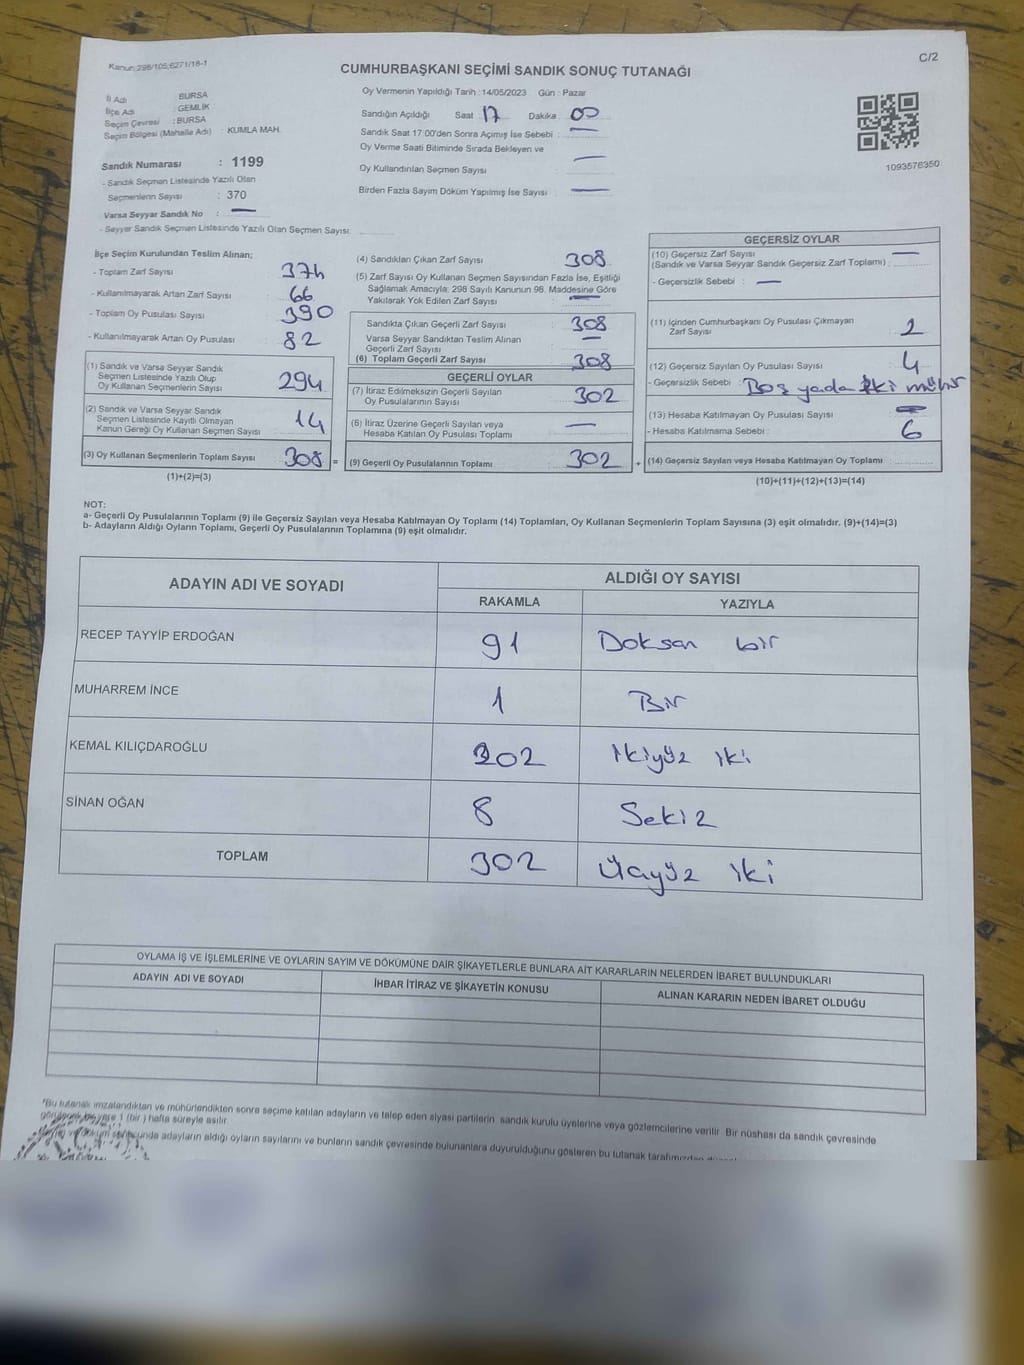 Kanun:298/105;6271/18-1
C/2
CUMHURBAŞKANI SEÇİMİ SANDIK SONUÇ TUTANAĞI
İl Adı : BURSA
İlçe Adı : GEMLİK
Seçim Çevresi : BURSA
Seçim Bölgesi (Mahalle Adı) : KUMLA MAH.
Sandık Numarası : 1199
- Sandık Seçmen Listesinde Yazılı Olan
Seçmenlerin Sayısı : 370
Varsa Seyyar Sandık No : —
- Seyyar Sandık Seçmen Listesinde Yazılı Olan Seçmen Sayısı:
Oy Vermenin Yapıldığı Tarih : 14/05/2023 Gün : Pazar
Sandığın Açıldığı Saat 17 Dakika 00
Sandık Saat 17:00'den Sonra Açımış İse Sebebi : —
Oy Verme Saati Bitiminde Sırada Bekleyen ve
Oy Kullandırılan Seçmen Sayısı —
Birden Fazla Sayım Döküm Yapılmış İse Sayısı —
1093576350
İlçe Seçim Kurulundan Teslim Alınan;
- Toplam Zarf Sayısı 374
- Kullanılmayarak Artan Zarf Sayısı 66
- Toplam Oy Pusulası Sayısı 390
- Kullanılmayarak Artan Oy Pusulası 82
(1) Sandık ve Varsa Seyyar Sandık
Seçmen Listesinde Yazılı Olup
Oy Kullanan Seçmenlerin Sayısı 294
(2) Sandık ve Varsa Seyyar Sandık
Seçmen Listesinde Kayıtlı Olmayan
Kanun Gereği Oy Kullanan Seçmen Sayısı 14
(3) Oy Kullanan Seçmenlerin Toplam Sayısı 308 =
(1)+(2)=(3)
(4) Sandıktan Çıkan Zarf Sayısı 308
(5) Zarf Sayısı Oy Kullanan Seçmen Sayısından Fazla İse, Eşitliği
Sağlamak Amacıyla; 298 Sayılı Kanunun 98. Maddesine Göre
Yakılarak Yok Edilen Zarf Sayısı —
Sandıkta Çıkan Geçerli Zarf Sayısı 308
Varsa Seyyar Sandıktan Teslim Alınan
Geçerli Zarf Sayısı —
(6) Toplam Geçerli Zarf Sayısı 308
GEÇERLİ OYLAR
(7) İtiraz Edilmeksizin Geçerli Sayılan
Oy Pusulalarının Sayısı 302
(8) İtiraz Üzerine Geçerli Sayılan veya
Hesaba Katılan Oy Pusulası Toplamı —
(9) Geçerli Oy Pusulalarının Toplamı 302 +
GEÇERSİZ OYLAR
(10) Geçersiz Zarf Sayısı —
(Sandık ve Varsa Seyyar Sandık Geçersiz Zarf Toplamı) :
- Geçersizlik Sebebi : —
(11) İçinden Cumhurbaşkanı Oy Pusulası Çıkmayan
Zarf Sayısı 2
(12) Geçersiz Sayılan Oy Pusulası Sayısı 4
- Geçersizlik Sebebi : Boş yada iki mühür
(13) Hesaba Katılmayan Oy Pusulası Sayısı —
- Hesaba Katılmama Sebebi : 6
(14) Geçersiz Sayılan veya Hesaba Katılmayan Oy Toplamı
(10)+(11)+(12)+(13)=(14)
NOT:
a- Geçerli Oy Pusulalarının Toplamı (9) ile Geçersiz Sayılan veya Hesaba Katılmayan Oy Toplamı (14) Toplamları, Oy Kullanan Seçmenlerin Toplam Sayısına (3) eşit olmalıdır. (9)+(14)=(3)
b- Adayların Aldığı Oyların Toplamı, Geçerli Oy Pusulalarının Toplamına (9) eşit olmalıdır.
ADAYIN ADI VE SOYADI ALDIĞI OY SAYISI
RAKAMLA YAZIYLA
RECEP TAYYİP ERDOĞAN 91 Doksan bir
MUHARREM İNCE 1 Bir
KEMAL KILIÇDAROĞLU 202 İkiyüz iki
SİNAN OĞAN 8 Sekiz
TOPLAM 302 Üçyüz iki
OYLAMA İŞ VE İŞLEMLERİNE VE OYLARIN SAYIM VE DÖKÜMÜNE DAİR ŞİKAYETLERLE BUNLARA AİT KARARLARIN NELERDEN İBARET BULUNDUKLARI
ADAYIN ADI VE SOYADI İHBAR İTİRAZ VE ŞİKAYETİN KONUSU ALINAN KARARIN NEDEN İBARET OLDUĞU
*Bu tutanak imzalandıktan ve mühürlendikten sonra seçime katılan adayların ve talep eden siyasi partilerin sandık kurulu üyelerine veya gözlemcilerine verilir. Bir nüshası da sandık çevresinde
bir yere 1 (bir) hafta süreyle asılır.
adayların aldığı oyların sayılarını ve bunların sandık çevresinde bulunanlara duyurulduğunu gösteren bu tutanak tarafımızdan